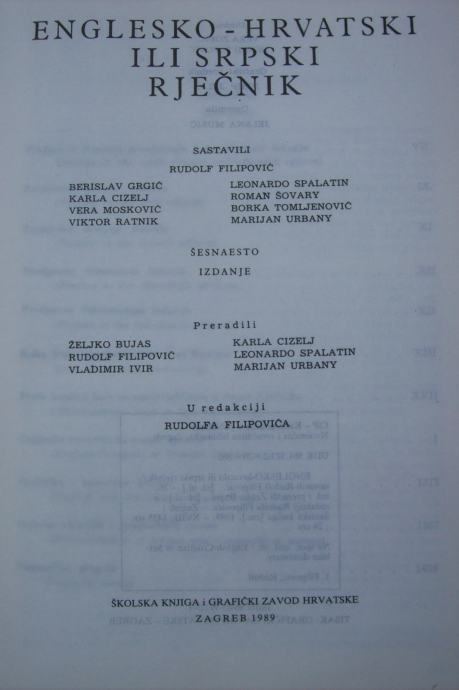 ENGLESKO - HRVATSKI
ILI SRPSKI
RJEČNIK
SASTAVILI
RUDOLF FILIPOVIĆ
BERISLAV GRGIĆ
KARLA CIZELJ
VERA MOSKOVIĆ
VIKTOR RATNIK
LEONARDO SPALATIN
ROMAN ŠOVARY
BORKA TOMLJENOVIĆ
MARIJAN URBANY
ŠESNAESTO
IZDANJE
Preradili
ŽELJKO BUJAS
RUDOLF FILIPOVIĆ
VLADIMIR IVIR
KARLA CIZELJ
LEONARDO SPALATIN
MARIJAN URBANY
U redakciji
RUDOLFA FILIPOVIĆA
ŠKOLSKA KNJIGA i GRAFIČKI ZAVOD HRVATSKE
ZAGREB 1989